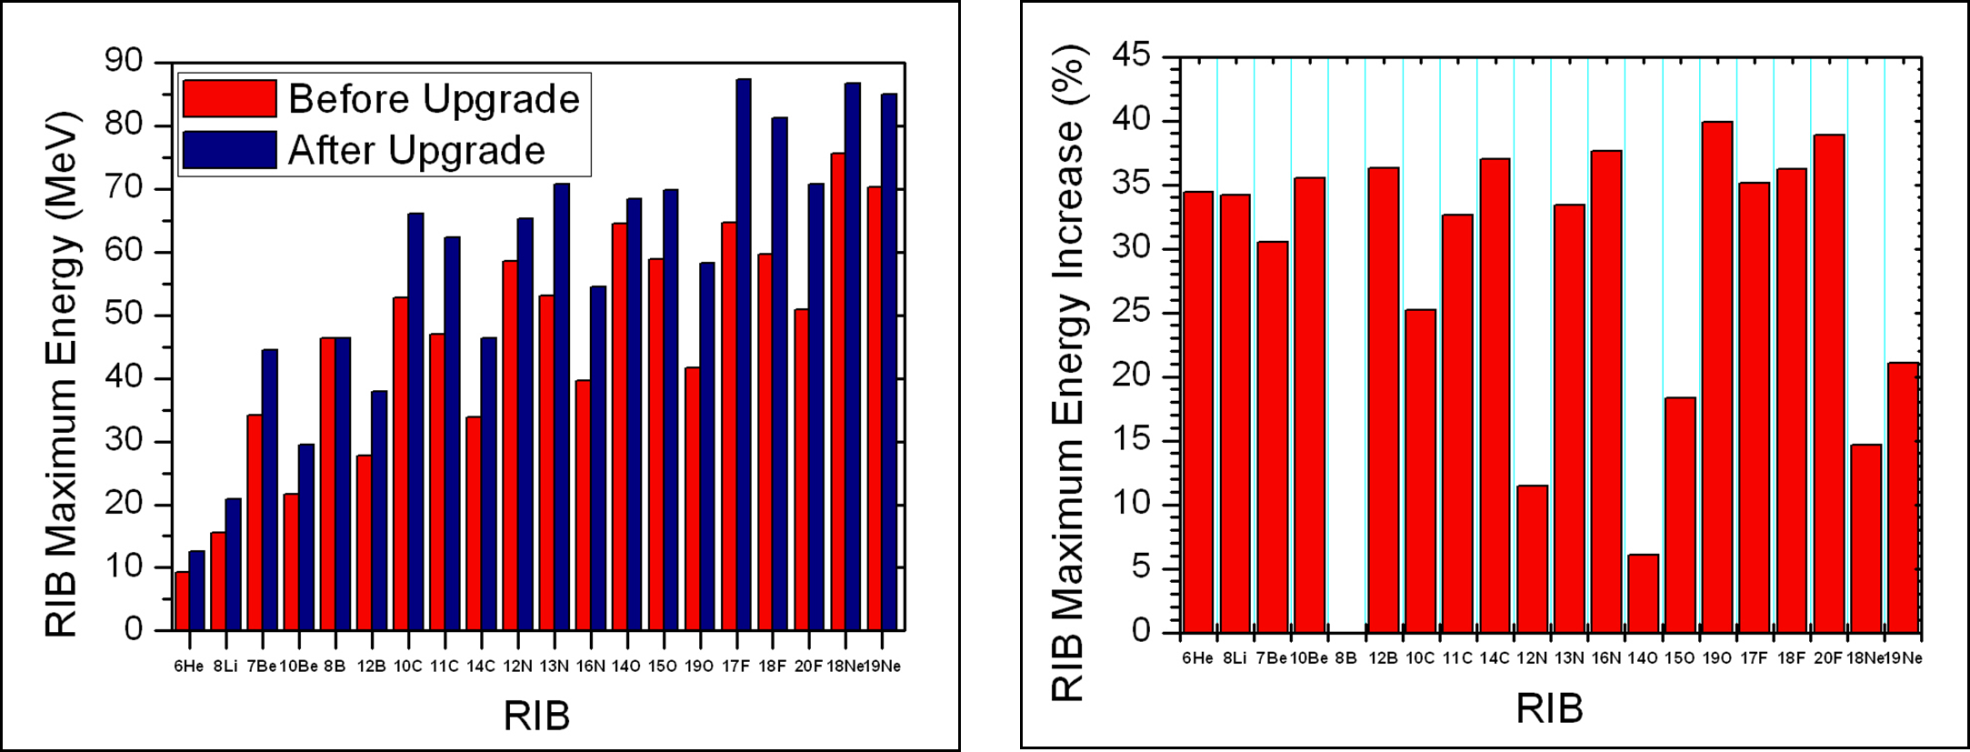 RIB Maximum Energy (MeV)
90
80
70
60
50
40
30
20
10
0
Before Upgrade
After Upgrade
6He 8Li 7Be 10Be 8B 12B 10C 11C 14C 12N 13N 16N 14O 15O 19O 17F 18F 20F 18Ne 19Ne
RIB
RIB Maximum Energy Increase (%)
45
40
35
30
25
20
15
10
5
0
6He 8Li 7Be 10Be 8B 12B 10C 11C 14C 12N 13N 16N 14O 15O 19O 17F 18F 20F 18Ne 19Ne
RIB